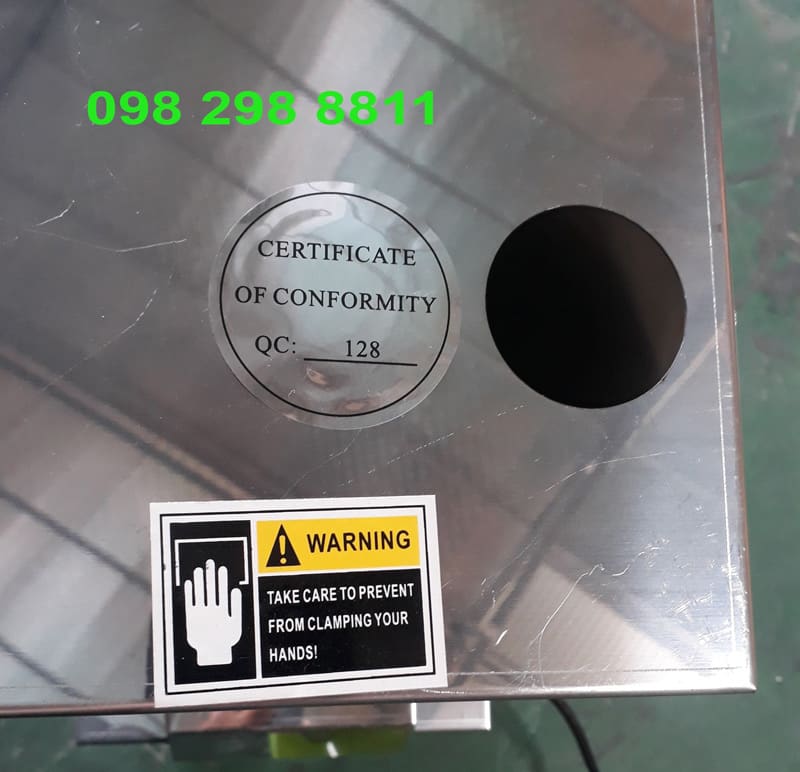 098 298 8811
CERTIFICATE
OF CONFORMITY
QC: 128
WARNING
TAKE CARE TO PREVENT
FROM CLAMPING YOUR
HANDS!